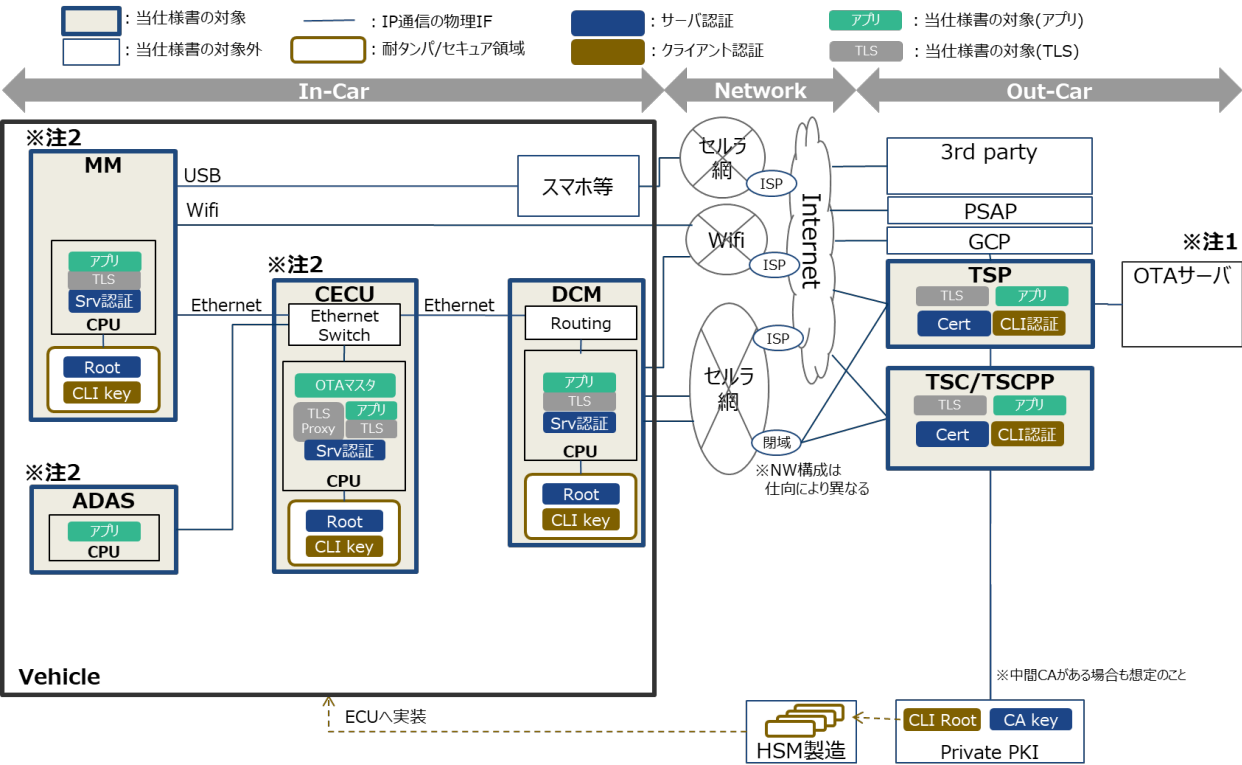 ：当仕様書の対象
：IP通信の物理IF
：サーバ認証
アプリ
：当仕様書の対象(アプリ)
：当仕様書の対象外
：耐タンパ/セキュア領域
：クライアント認証
TLS
：当仕様書の対象(TLS)
In-Car
Network
Out-Car
※注2
MM
アプリ
TLS
Srv認証
CPU
Root
CLI key
USB
Wifi
スマホ等
※注2
CECU
Ethernet
Ethernet
Switch
Ethernet
OTAマスタ
TLS
Proxy
アプリ
TLS
Srv認証
CPU
Root
CLI key
DCM
Routing
アプリ
TLS
Srv認証
CPU
Root
CLI key
※注2
ADAS
アプリ
CPU
Vehicle
セルラ
網
ISP
Wifi
ISP
Internet
ISP
セルラ
網
閉域
※NW構成は
仕向により異なる
3rd party
PSAP
GCP
※注1
TSP
TLS
アプリ
Cert
CLI認証
OTAサーバ
TSC/TSCPP
TLS
アプリ
Cert
CLI認証
※中間CAがある場合も想定のこと
ECUへ実装
HSM製造
CLI Root
CA key
Private PKI